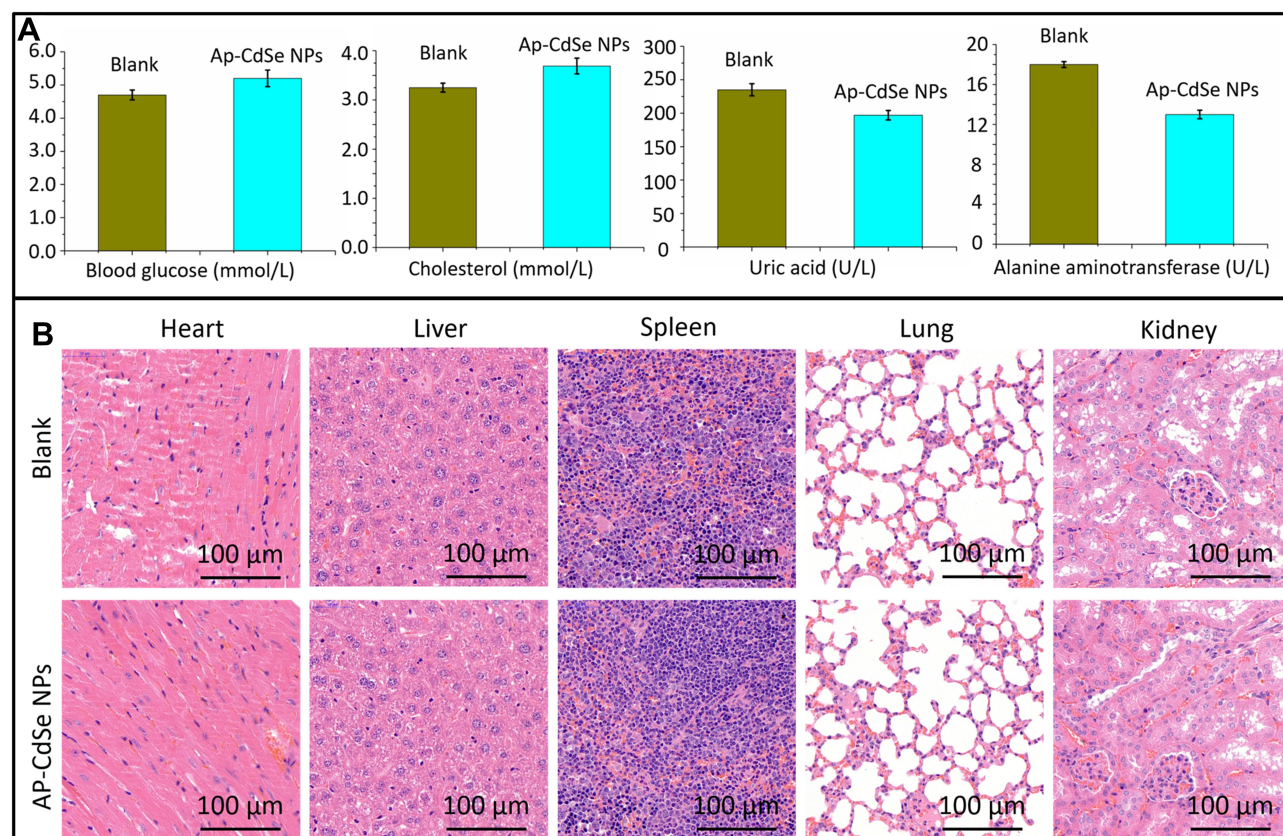 A
6.0
5.0
4.0
3.0
2.0
1.0
0.0
Blank
Ap-CdSe NPs
Blood glucose (mmol/L)
4.0
3.0
2.0
1.0
0.0
Blank
Ap-CdSe NPs
Cholesterol (mmol/L)
300
250
200
150
100
50
0
Blank
Ap-CdSe NPs
Uric acid (U/L)
20
16
12
8
4
0
Blank
Ap-CdSe NPs
Alanine aminotransferase (U/L)
B
Heart
Liver
Spleen
Lung
Kidney
Blank
100 µm
100 µm
100 µm
100 µm
100 µm
AP-CdSe NPs
100 µm
100 µm
100 µm
100 µm
100 µm